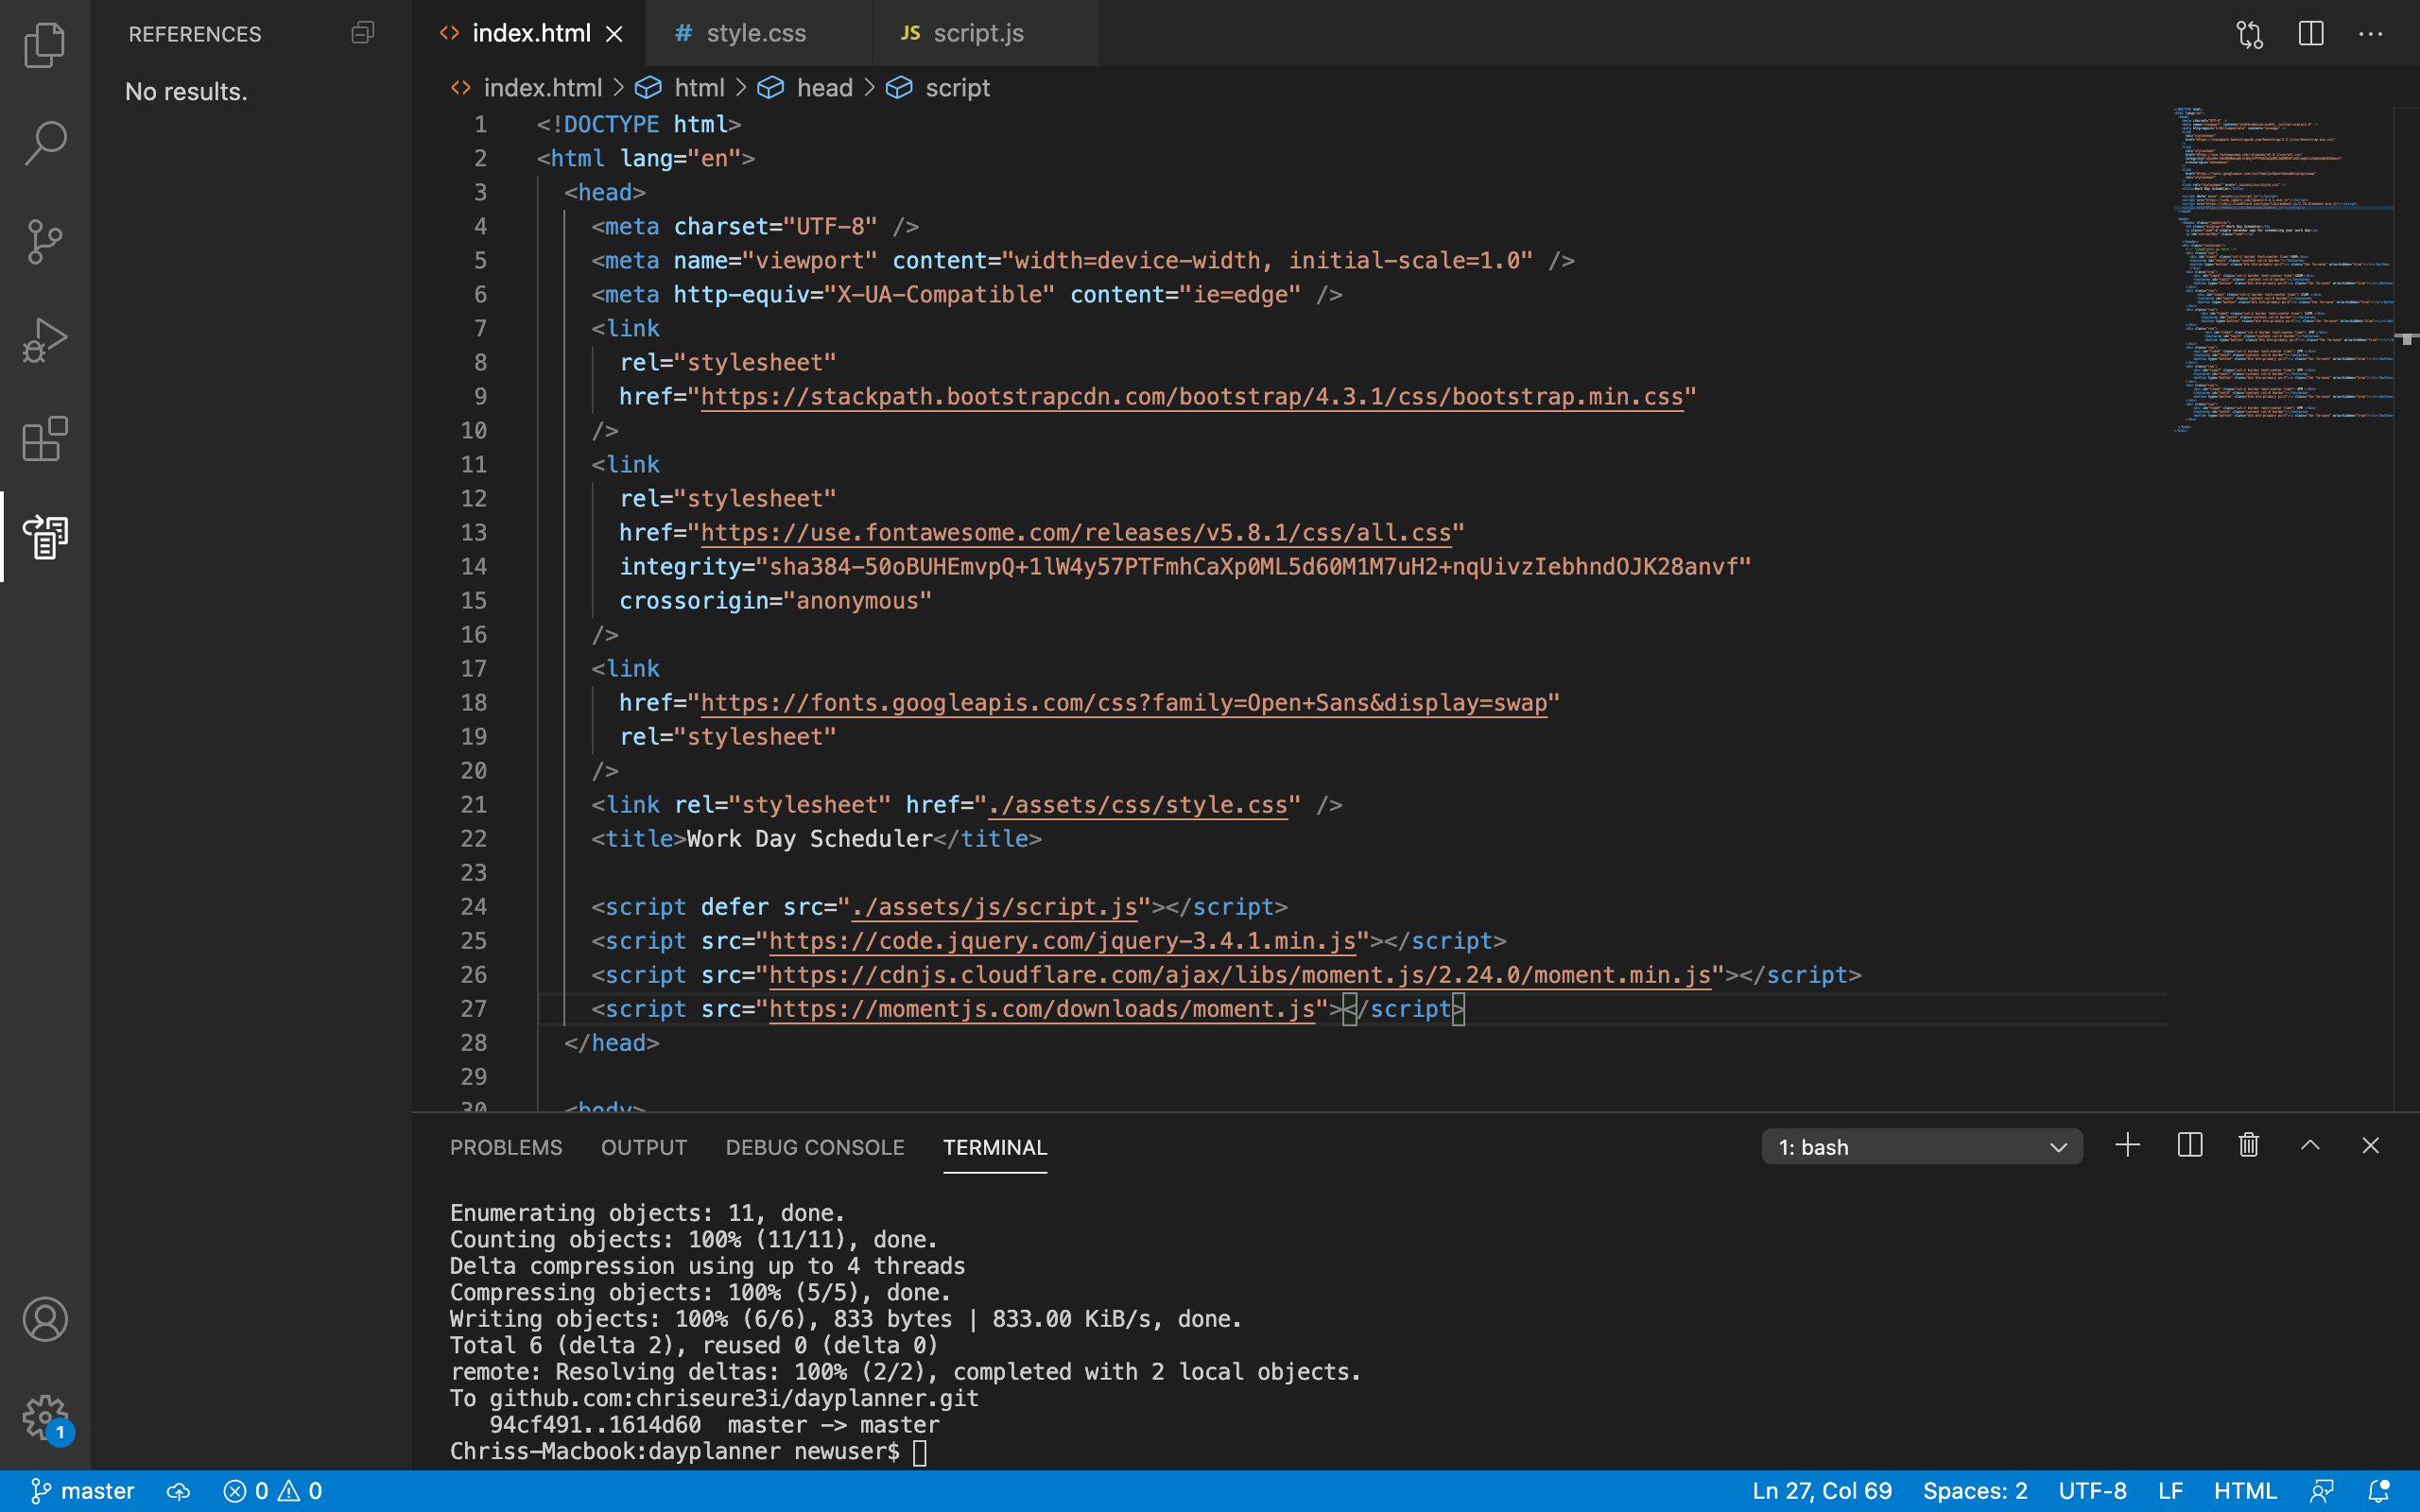 REFERENCES
No results.
index.html
# style.css
JS script.js
index.html > html > head > script
1 <!DOCTYPE html>
2 <html lang="en">
3 <head>
4 <meta charset="UTF-8" />
5 <meta name="viewport" content="width=device-width, initial-scale=1.0" />
6 <meta http-equiv="X-UA-Compatible" content="ie=edge" />
7 <link
8 rel="stylesheet"
9 href="https://stackpath.bootstrapcdn.com/bootstrap/4.3.1/css/bootstrap.min.css"
10 />
11 <link
12 rel="stylesheet"
13 href="https://use.fontawesome.com/releases/v5.8.1/css/all.css"
14 integrity="sha384-50oBUHEmvpQ+1lW4y57PTFmhCaXp0ML5d60M1M7uH2+nqUivzIebhndOJK28anvf"
15 crossorigin="anonymous"
16 />
17 <link
18 href="https://fonts.googleapis.com/css?family=Open+Sans&display=swap"
19 rel="stylesheet"
20 />
21 <link rel="stylesheet" href="./assets/css/style.css" />
22 <title>Work Day Scheduler</title>
23
24 <script defer src="./assets/js/script.js"></script>
25 <script src="https://code.jquery.com/jquery-3.4.1.min.js"></script>
26 <script src="https://cdnjs.cloudflare.com/ajax/libs/moment.js/2.24.0/moment.min.js"></script>
27 <script src="https://momentjs.com/downloads/moment.js"></script>
28 </head>
29
30 <body>
PROBLEMS OUTPUT DEBUG CONSOLE TERMINAL
1: bash
Enumerating objects: 11, done.
Counting objects: 100% (11/11), done.
Delta compression using up to 4 threads
Compressing objects: 100% (5/5), done.
Writing objects: 100% (6/6), 833 bytes | 833.00 KiB/s, done.
Total 6 (delta 2), reused 0 (delta 0)
remote: Resolving deltas: 100% (2/2), completed with 2 local objects.
To github.com:chriseure3i/dayplanner.git
94cf491..1614d60 master -> master
Chriss-Macbook:dayplanner newuser$
1
master 0 0 Ln 27, Col 69 Spaces: 2 UTF-8 LF HTML